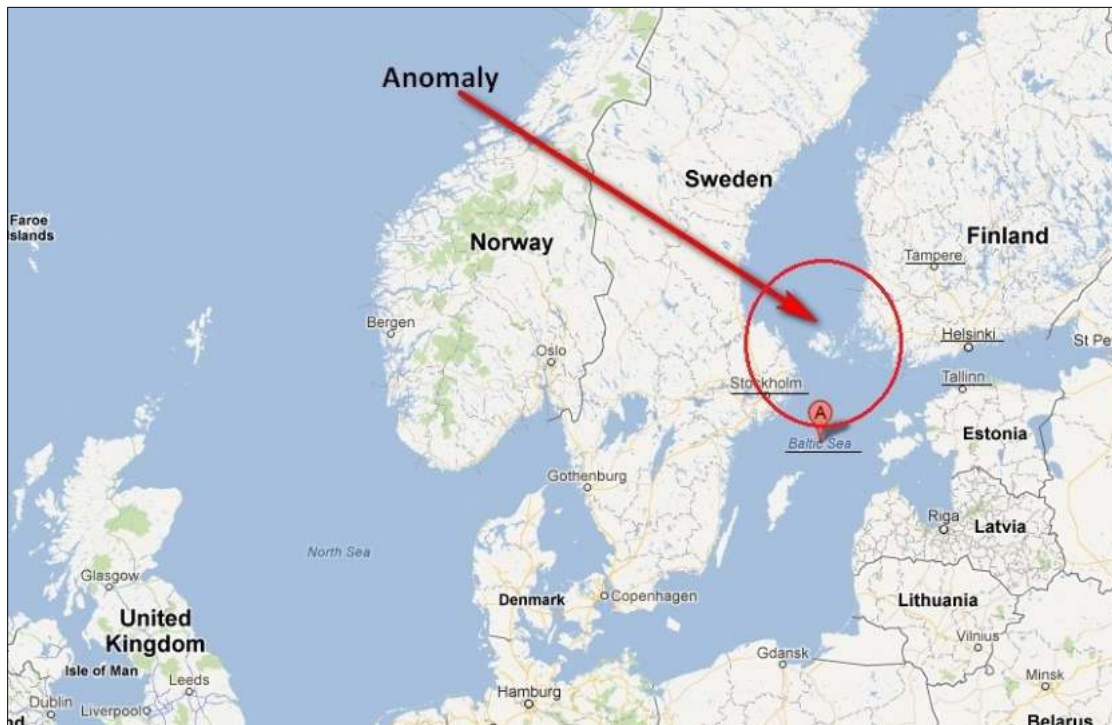 Anomaly
Sweden
Faroe
Islands
Norway
Finland
Tampere
Bergen
Oslo
Helsinki
St Pe
Stockholm
Tallinn
A
Baltic Sea
Estonia
Gothenburg
Riga
Latvia
North Sea
Glasgow
Denmark
Copenhagen
Lithuania
United
Kingdom
Vilnius
Isle of Man
Gdansk
Leeds
Minsk
Dublin
Liverpool
Hamburg
nd
Belarus